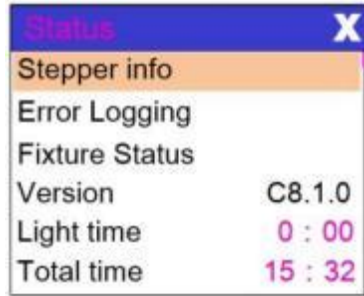 Status X
Stepper info
Error Logging
Fixture Status
Version C8.1.0
Light time 0 : 00
Total time 15 : 32